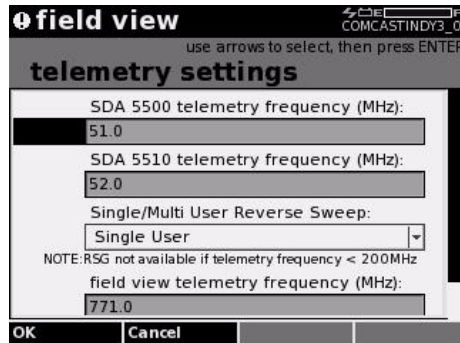 field view
E F
COMCASTINDY3_0
use arrows to select, then press ENTER
telemetry settings
SDA 5500 telemetry frequency (MHz):
51.0
SDA 5510 telemetry frequency (MHz):
52.0
Single/Multi User Reverse Sweep:
Single User
NOTE:RSG not available if telemetry frequency < 200MHz
field view telemetry frequency (MHz):
771.0
OK Cancel